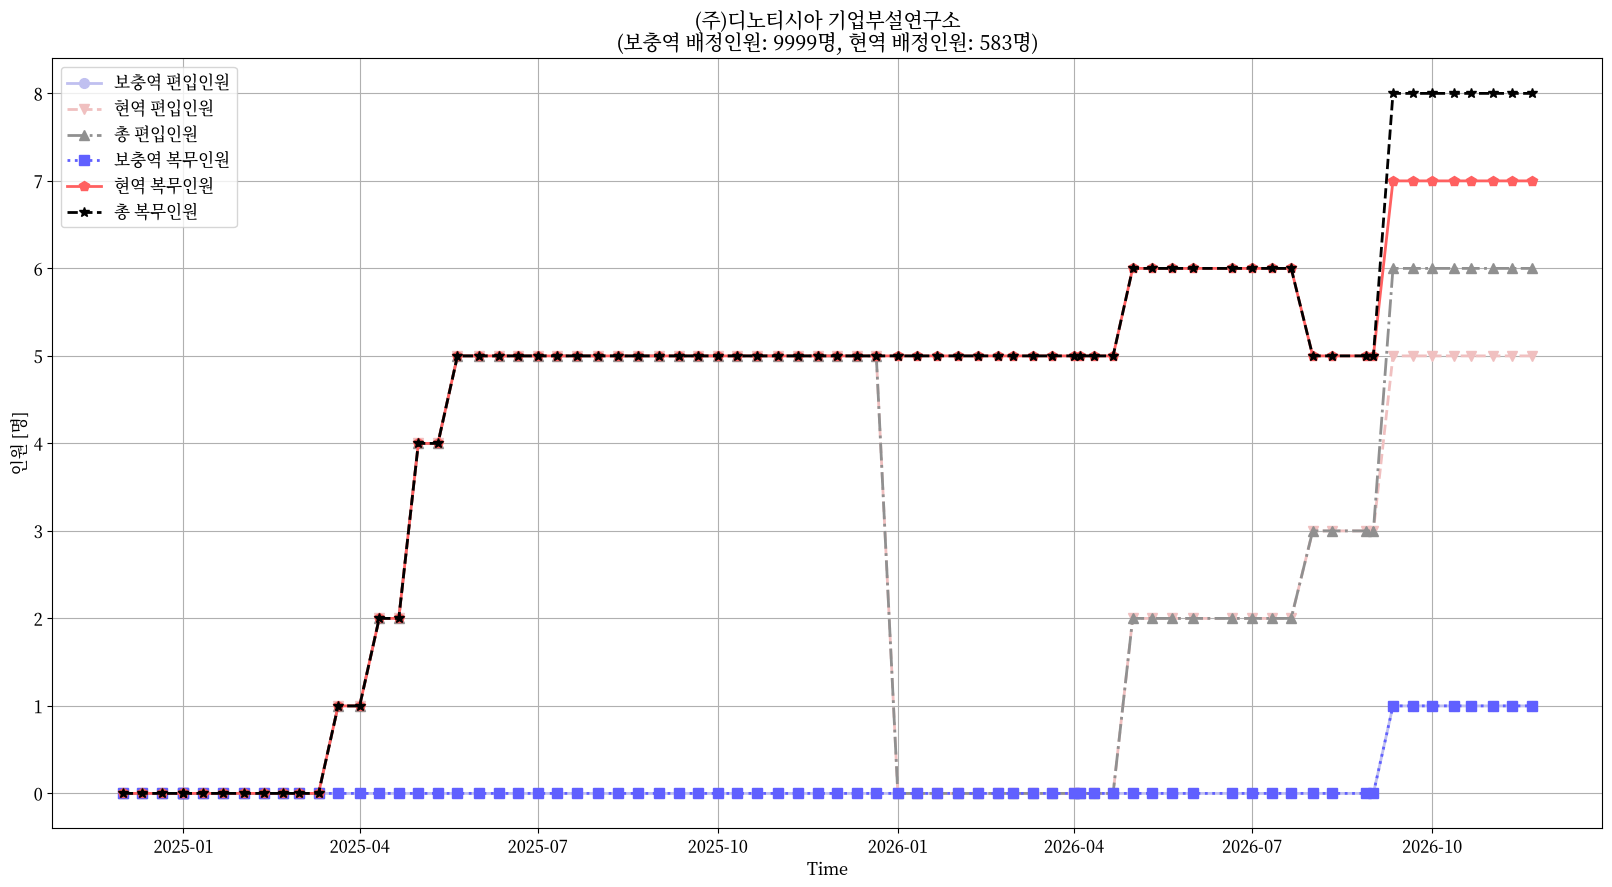 (주)디노티시아 기업부설연구소
(보충역 배정인원: 9999명, 현역 배정인원: 583명)
보충역 편입인원
현역 편입인원
총 편입인원
보충역 복무인원
현역 복무인원
총 복무인원
인원 [명]
8
7
6
5
4
3
2
1
0
2025-01
2025-04
2025-07
2025-10
2026-01
2026-04
2026-07
2026-10
Time